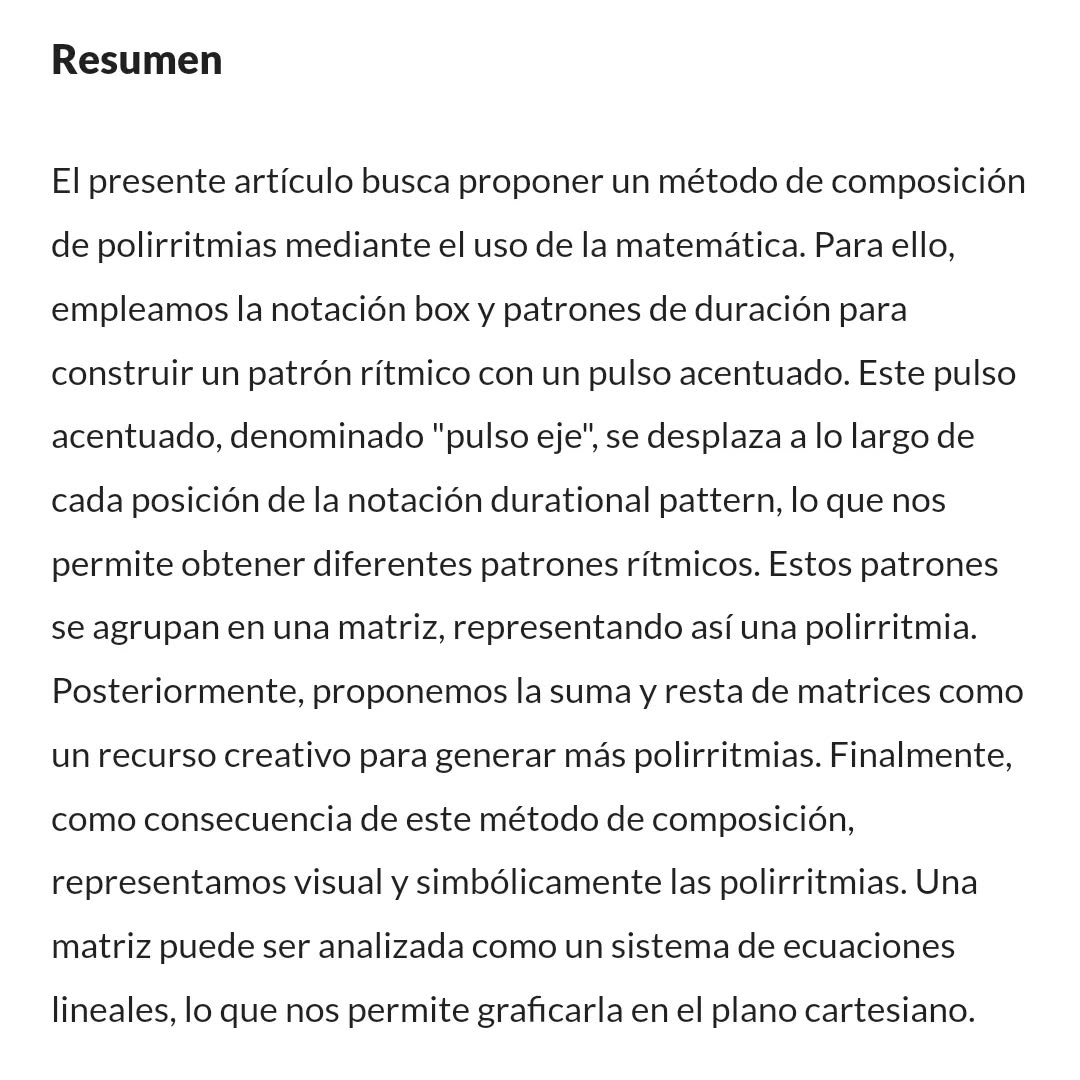 Resumen
El presente artículo busca proponer un método de composición
de polirritmias mediante el uso de la matemática. Para ello,
empleamos la notación box y patrones de duración para
construir un patrón rítmico con un pulso acentuado. Este pulso
acentuado, denominado "pulso eje", se desplaza a lo largo de
cada posición de la notación durational pattern, lo que nos
permite obtener diferentes patrones rítmicos. Estos patrones
se agrupan en una matriz, representando así una polirritmia.
Posteriormente, proponemos la suma y resta de matrices como
un recurso creativo para generar más polirritmias. Finalmente,
como consecuencia de este método de composición,
representamos visual y simbólicamente las polirritmias. Una
matriz puede ser analizada como un sistema de ecuaciones
lineales, lo que nos permite graficarla en el plano cartesiano.